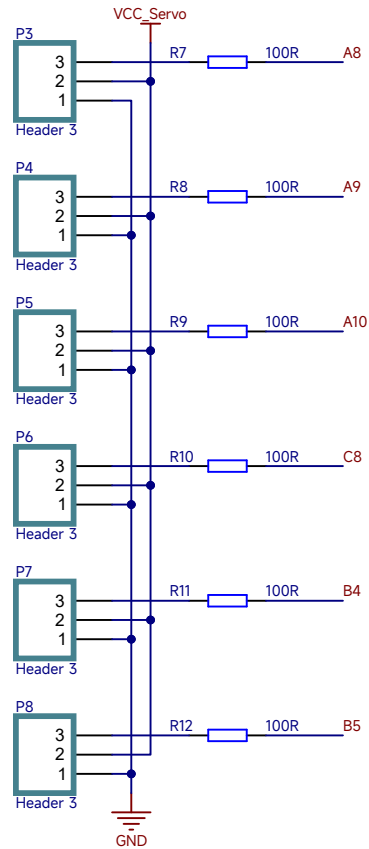 VCC_Servo
P3
3 R7 100R A8
2
1
Header 3
P4
3 R8 100R A9
2
1
Header 3
P5
3 R9 100R A10
2
1
Header 3
P6
3 R10 100R C8
2
1
Header 3
P7
3 R11 100R B4
2
1
Header 3
P8
3 R12 100R B5
2
1
Header 3
GND